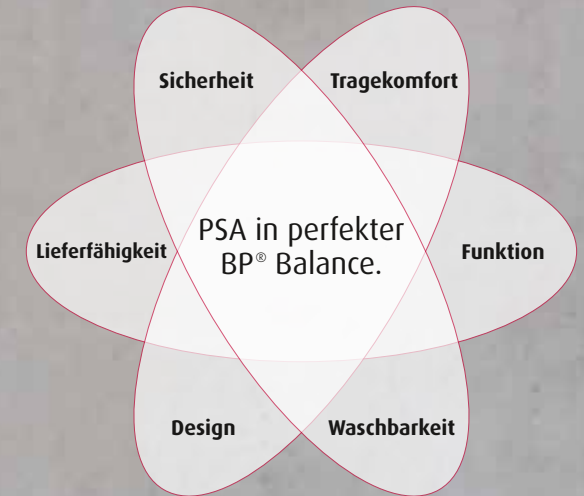 Sicherheit
Tragekomfort
Lieferfähigkeit
PSA in perfekter
BP® Balance.
Funktion
Design
Waschbarkeit